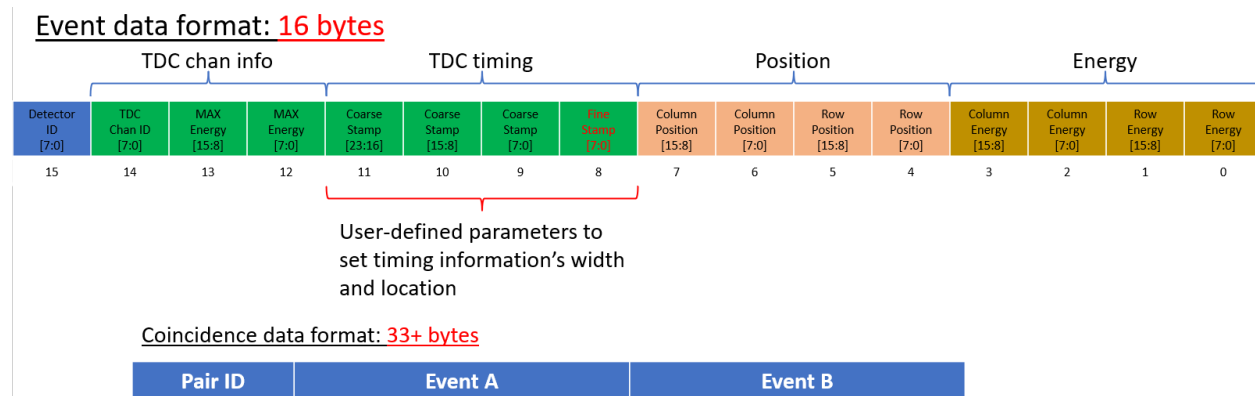 Event data format: 16 bytes
TDC chan info TDC timing Position Energy
Detector ID [7:0]
TDC Chan ID [7:0]
MAX Energy [15:8]
MAX Energy [7:0]
Coarse Stamp [23:16]
Coarse Stamp [15:8]
Coarse Stamp [7:0]
Fine Stamp [7:0]
Column Position [15:8]
Column Position [7:0]
Row Position [15:8]
Row Position [7:0]
Column Energy [15:8]
Column Energy [7:0]
Row Energy [15:8]
Row Energy [7:0]
15 14 13 12 11 10 9 8 7 6 5 4 3 2 1 0
User-defined parameters to
set timing information's width
and location
Coincidence data format: 33+ bytes
Pair ID Event A Event B